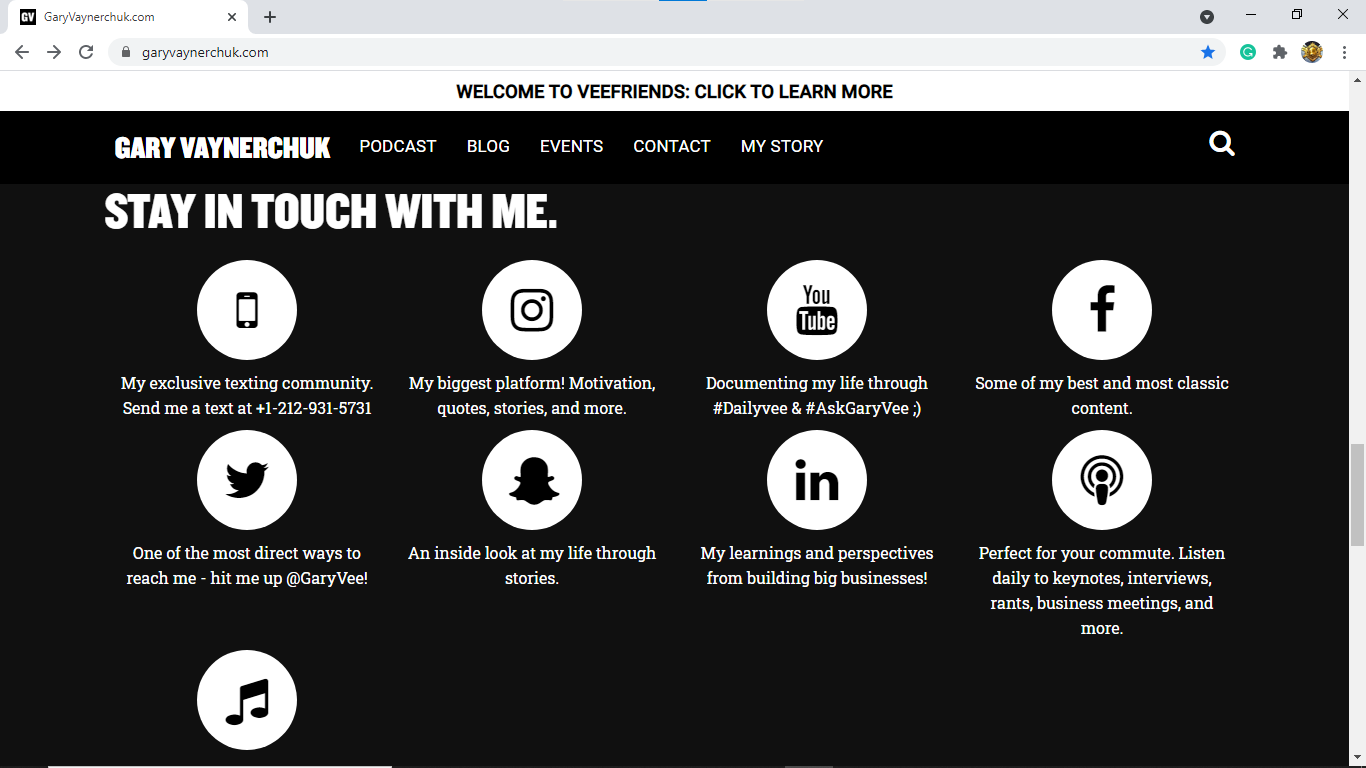 GV GaryVaynerchuk.com
garyvaynerchuk.com
WELCOME TO VEEFRIENDS: CLICK TO LEARN MORE
GARY VAYNERCHUK PODCAST BLOG EVENTS CONTACT MY STORY
STAY IN TOUCH WITH ME.
You
Tube
My exclusive texting community.
Send me a text at +1-212-931-5731
My biggest platform! Motivation,
quotes, stories, and more.
Documenting my life through
#Dailyvee & #AskGaryVee ;)
Some of my best and most classic
content.
in
One of the most direct ways to
reach me - hit me up @GaryVee!
An inside look at my life through
stories.
My learnings and perspectives
from building big businesses!
Perfect for your commute. Listen
daily to keynotes, interviews,
rants, business meetings, and
more.